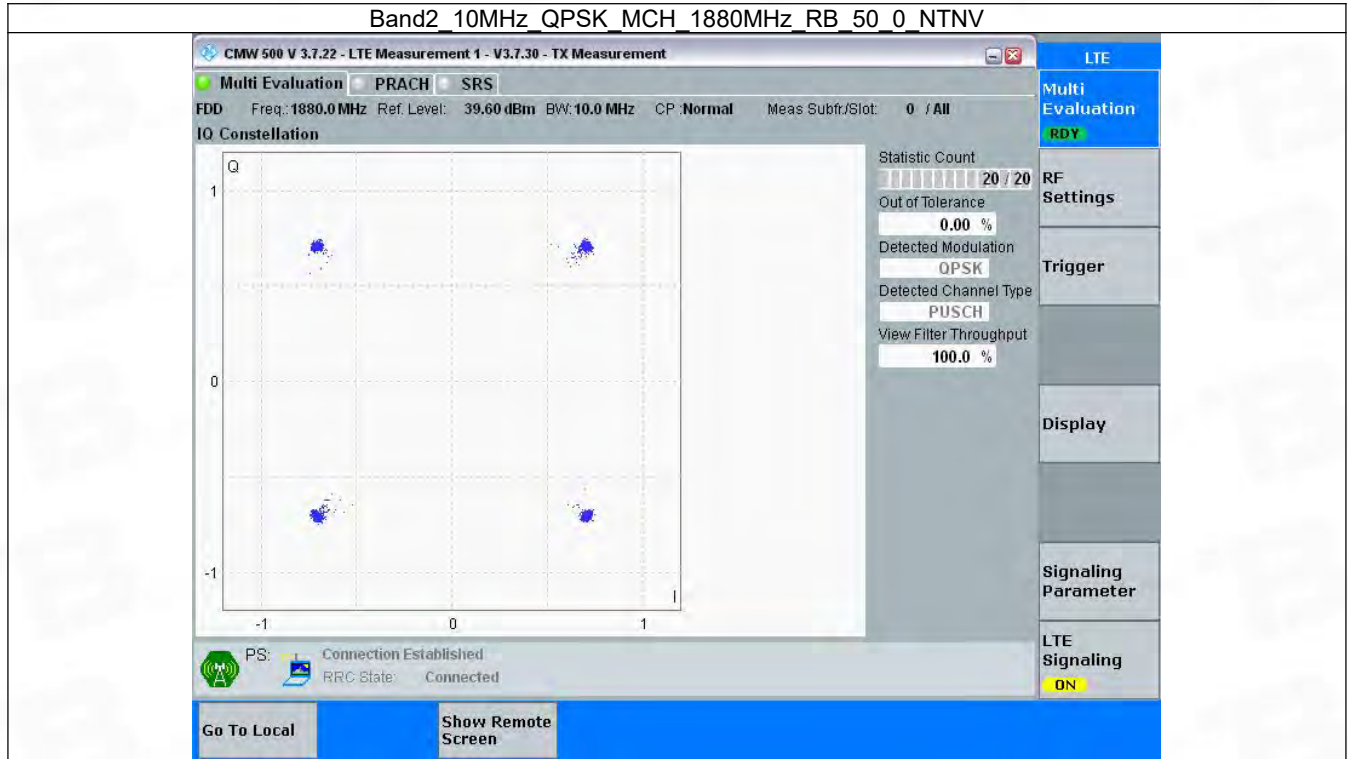 Band2_10MHz_QPSK_MCH_1880MHz_RB_50_0_NTNV
CMW 500 V 3.7.22 - LTE Measurement 1 - V3.7.30 - TX Measurement
LTE
Multi Evaluation PRACH SRS
Multi
Evaluation
RDY
FDD Freq.: 1880.0 MHz Ref. Level: 39.60 dBm BW: 10.0 MHz CP :Normal Meas Subfr./Slot: 0 / All
IQ Constellation
Q
1
0
-1
I
-1 0 1
Statistic Count
20 / 20
Out of Tolerance
0.00 %
Detected Modulation
QPSK
Detected Channel Type
PUSCH
View Filter Throughput
100.0 %
RF
Settings
Trigger
Display
Signaling
Parameter
LTE
Signaling
ON
PS: Connection Established
RRC State: Connected
Go To Local
Show Remote
Screen